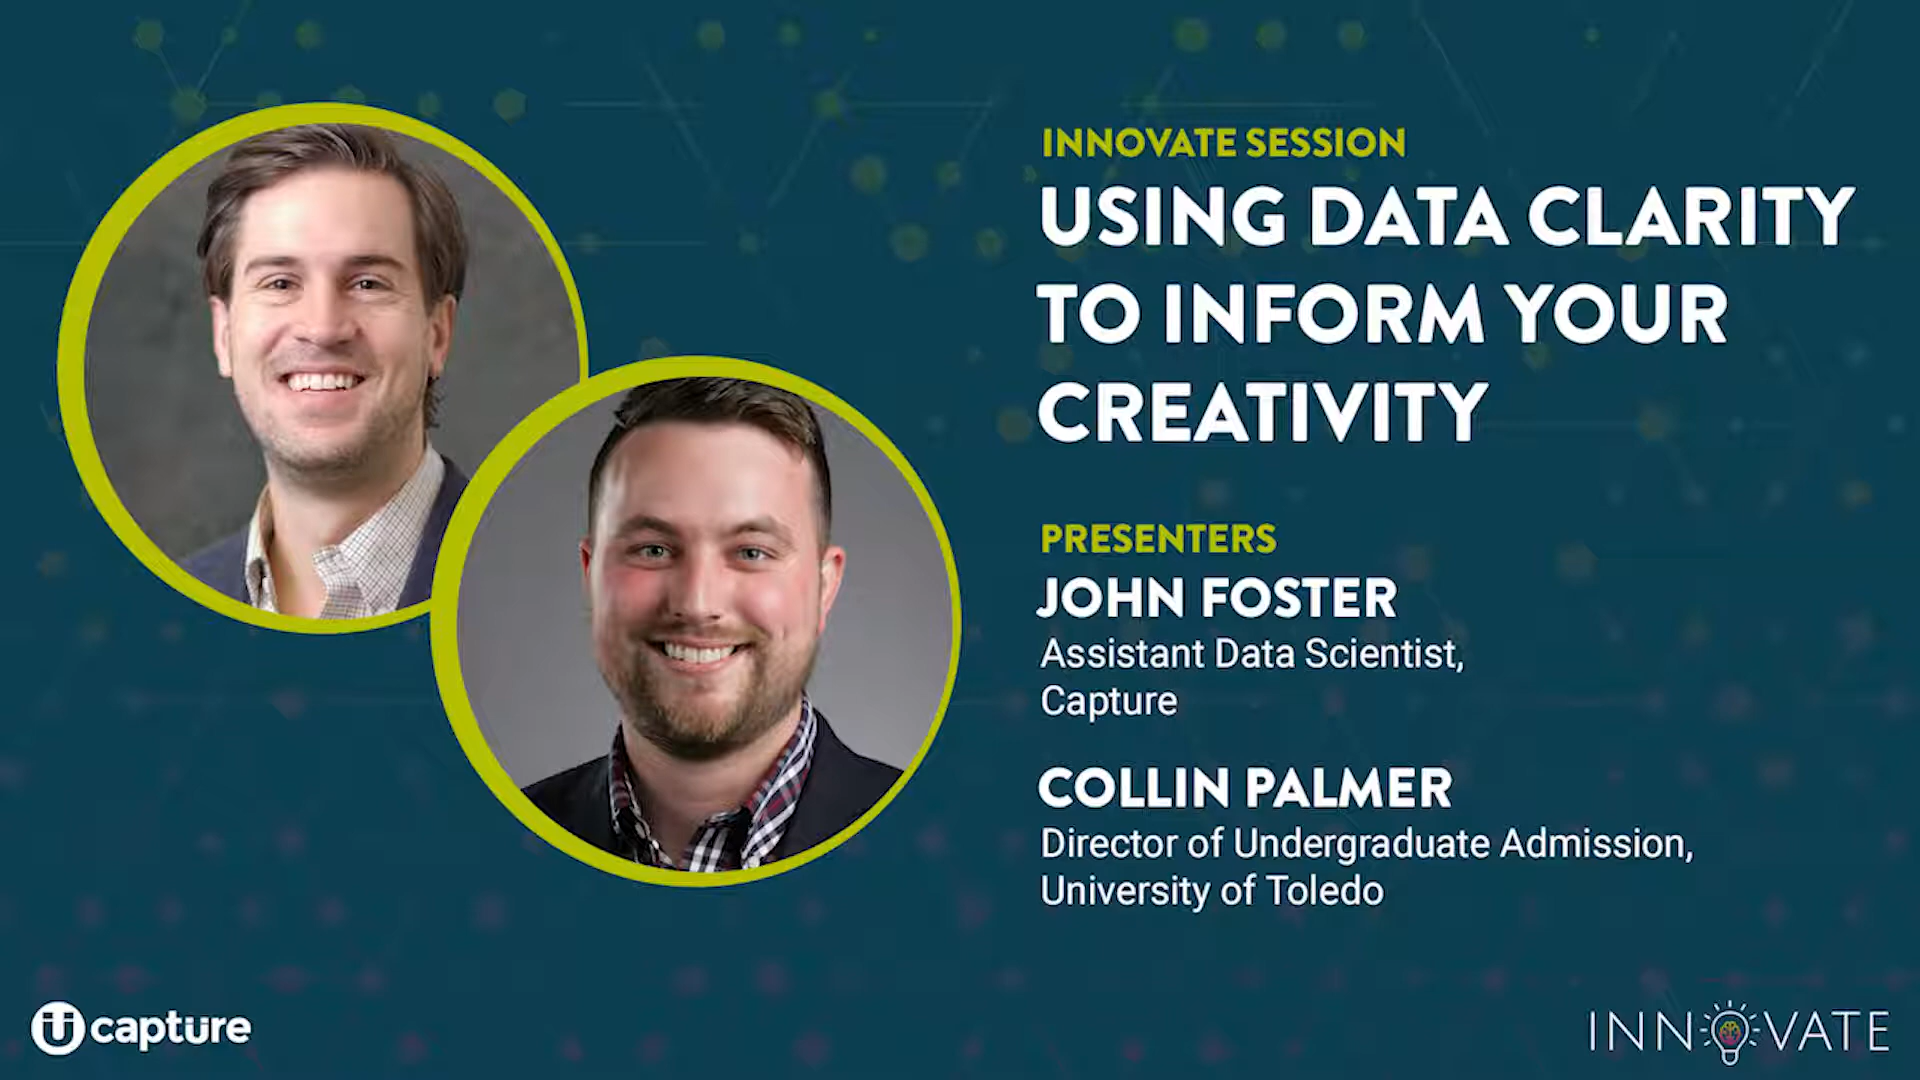 INNOVATE SESSION
USING DATA CLARITY
TO INFORM YOUR
CREATIVITY
PRESENTERS
JOHN FOSTER
Assistant Data Scientist,
Capture
COLLIN PALMER
Director of Undergraduate Admission,
University of Toledo
capture
INNOVATE